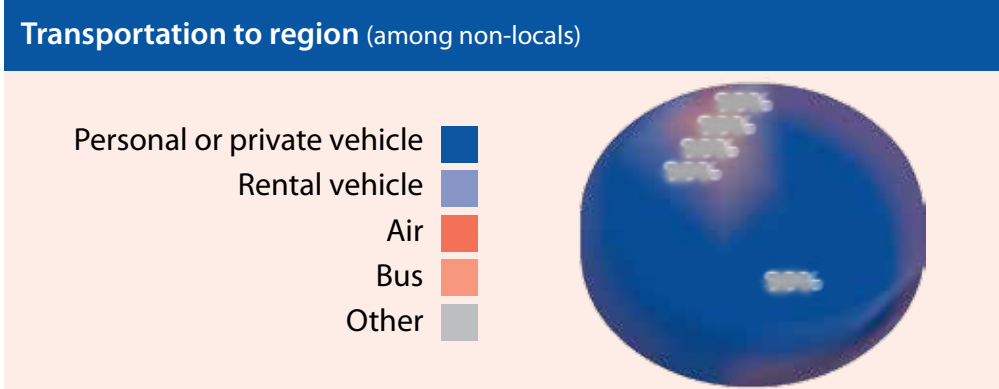 Transportation to region (among non-locals)
Personal or private vehicle
Rental vehicle
Air
Bus
Other